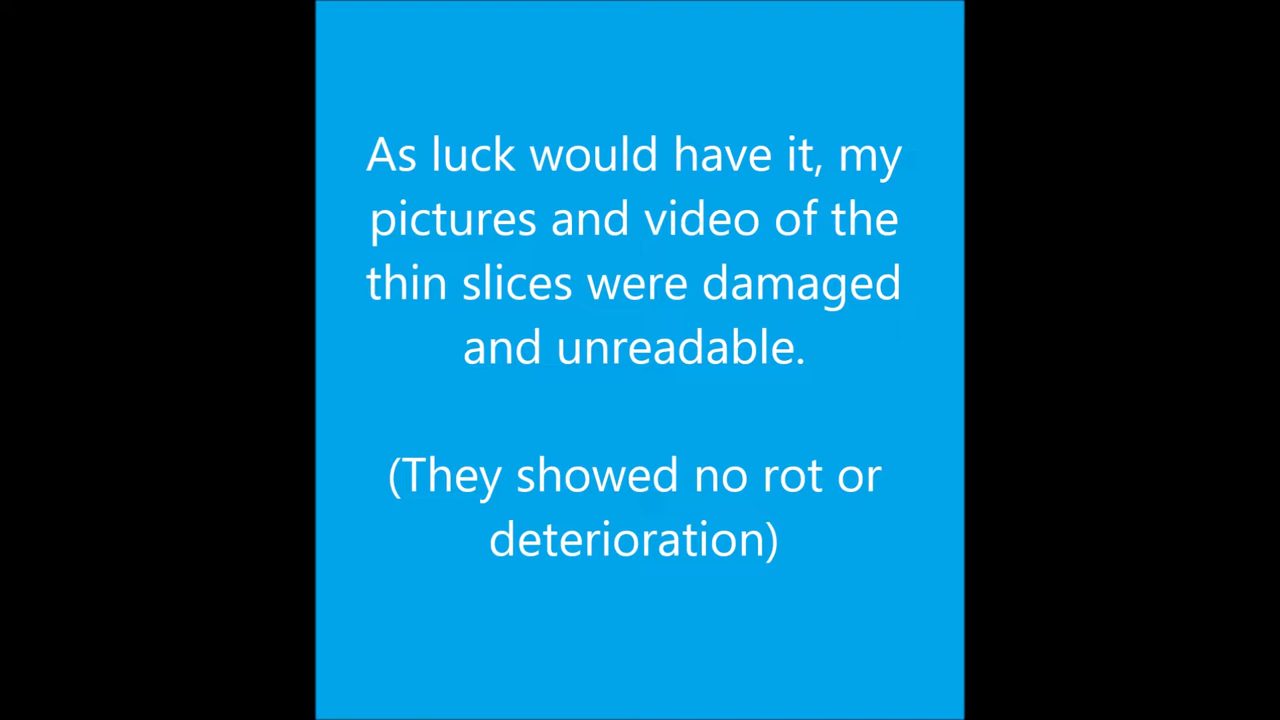 As luck would have it, my
pictures and video of the
thin slices were damaged
and unreadable.
(They showed no rot or
deterioration)